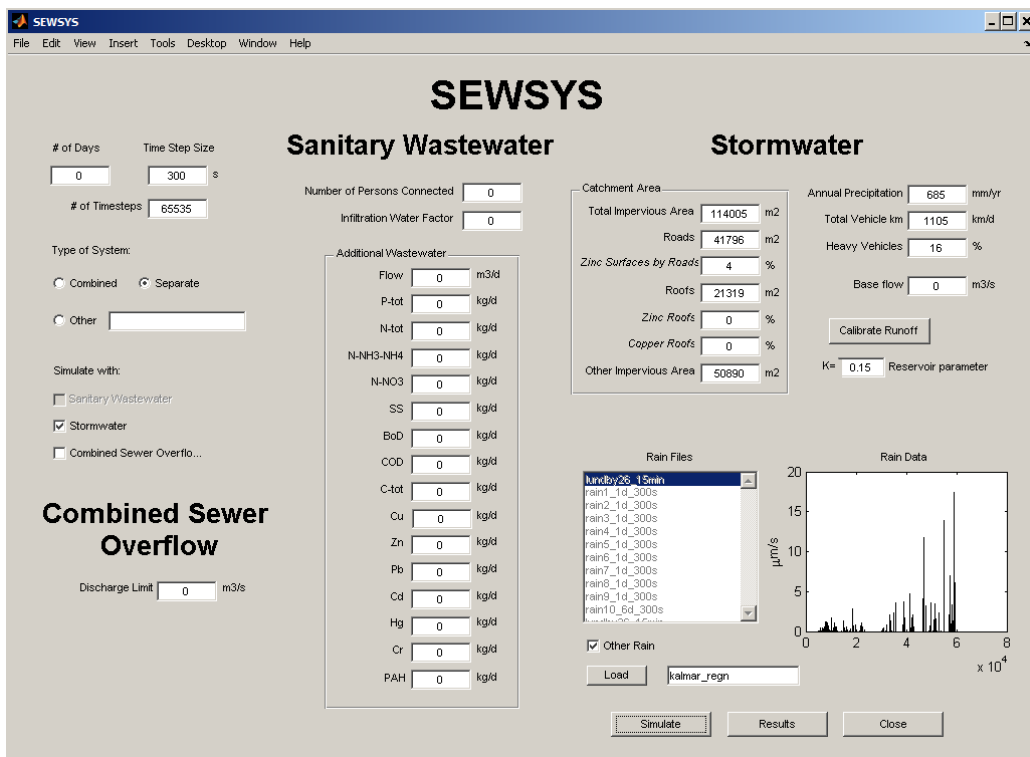 SEWSYS
File Edit View Insert Tools Desktop Window Help
SEWSYS
# of Days Time Step Size
0 300 s
# of Timesteps 65535
Type of System:
Combined Separate
Other
Simulate with:
Sanitary Wastewater
Stormwater
Combined Sewer Overflo...
Combined Sewer
Overflow
Discharge Limit 0 m3/s
Sanitary Wastewater
Number of Persons Connected 0
Infiltration Water Factor 0
Additional Wastewater
Flow 0 m3/d
P-tot 0 kg/d
N-tot 0 kg/d
N-NH3-NH4 0 kg/d
N-NO3 0 kg/d
SS 0 kg/d
BoD 0 kg/d
COD 0 kg/d
C-tot 0 kg/d
Cu 0 kg/d
Zn 0 kg/d
Pb 0 kg/d
Cd 0 kg/d
Hg 0 kg/d
Cr 0 kg/d
PAH 0 kg/d
Stormwater
Catchment Area
Total Impervious Area 114005 m2
Roads 41796 m2
Zinc Surfaces by Roads 4 %
Roofs 21319 m2
Zinc Roofs 0 %
Copper Roofs 0 %
Other Impervious Area 50890 m2
Annual Precipitation 685 mm/yr
Total Vehicle km 1105 km/d
Heavy Vehicles 16 %
Base flow 0 m3/s
Calibrate Runoff
K= 0.15 Reservoir parameter
Rain Files
lundby26_15min
rain1_1d_300s
rain2_1d_300s
rain3_1d_300s
rain4_1d_300s
rain5_1d_300s
rain6_1d_300s
rain7_1d_300s
rain8_1d_300s
rain9_1d_300s
rain10_6d_300s
Other Rain
Load kalmar_regn
Rain Data
20
15
10
5
0
µm/s
0 2 4 6 8
x 10^4
Simulate Results Close